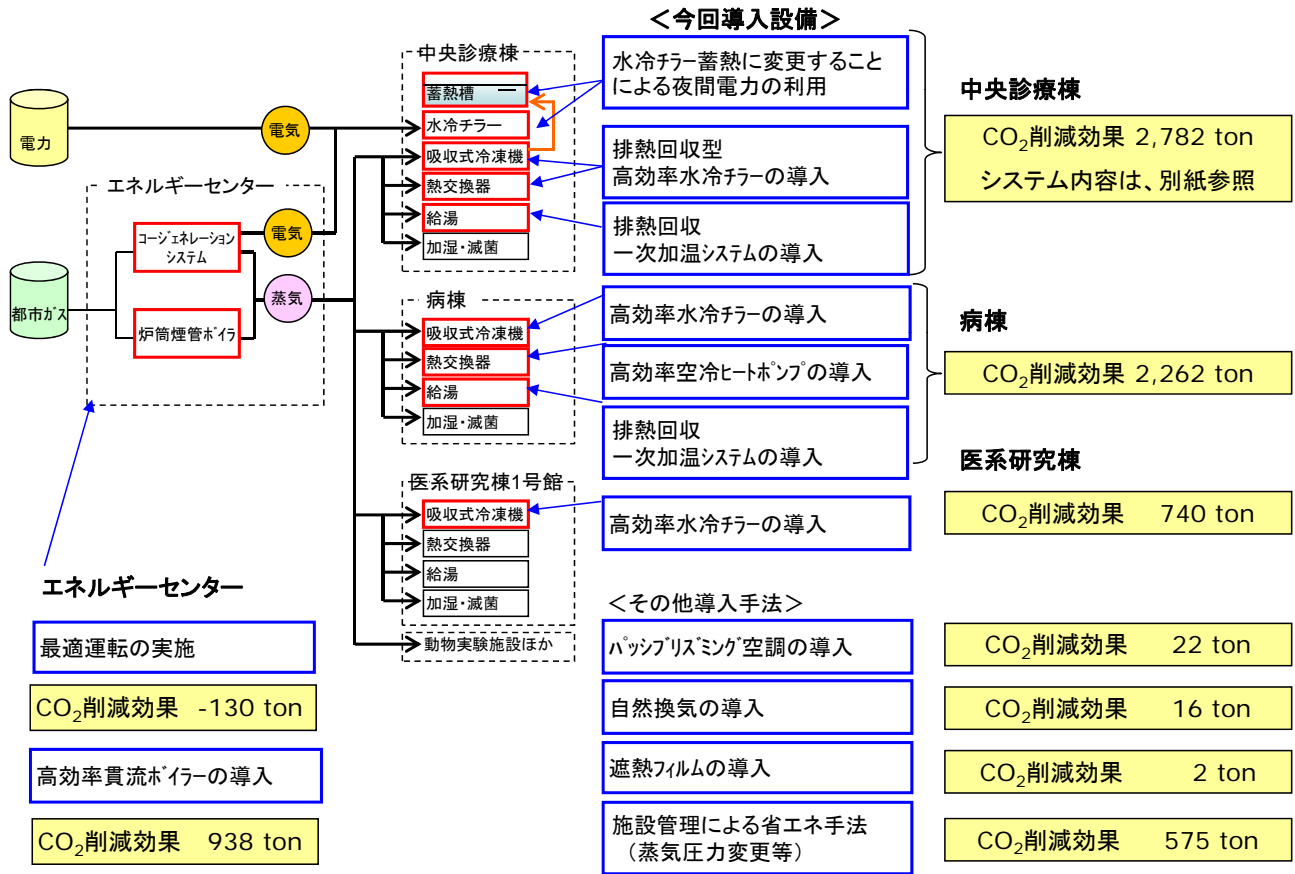 ＜今回導入設備＞
電力
電気
エネルギーセンター
コージェネレーション
システム
電気
都市ガス
炉筒煙管ボイラ
蒸気
中央診療棟
蓄熱槽
水冷チラー
吸収式冷凍機
熱交換器
給湯
加湿・滅菌
水冷チラー蓄熱に変更すること
による夜間電力の利用
排熱回収型
高効率水冷チラーの導入
排熱回収
一次加温システムの導入
中央診療棟
CO₂削減効果 2,782 ton
システム内容は、別紙参照
病棟
吸収式冷凍機
熱交換器
給湯
加湿・滅菌
高効率水冷チラーの導入
高効率空冷ヒートポンプの導入
排熱回収
一次加温システムの導入
病棟
CO₂削減効果 2,262 ton
医系研究棟1号館
吸収式冷凍機
熱交換器
給湯
加湿・滅菌
動物実験施設ほか
高効率水冷チラーの導入
医系研究棟
CO₂削減効果 740 ton
エネルギーセンター
最適運転の実施
CO₂削減効果 -130 ton
高効率貫流ボイラーの導入
CO₂削減効果 938 ton
＜その他導入手法＞
パッシブリズミング空調の導入
CO₂削減効果 22 ton
自然換気の導入
CO₂削減効果 16 ton
遮熱フィルムの導入
CO₂削減効果 2 ton
施設管理による省エネ手法
（蒸気圧力変更等）
CO₂削減効果 575 ton